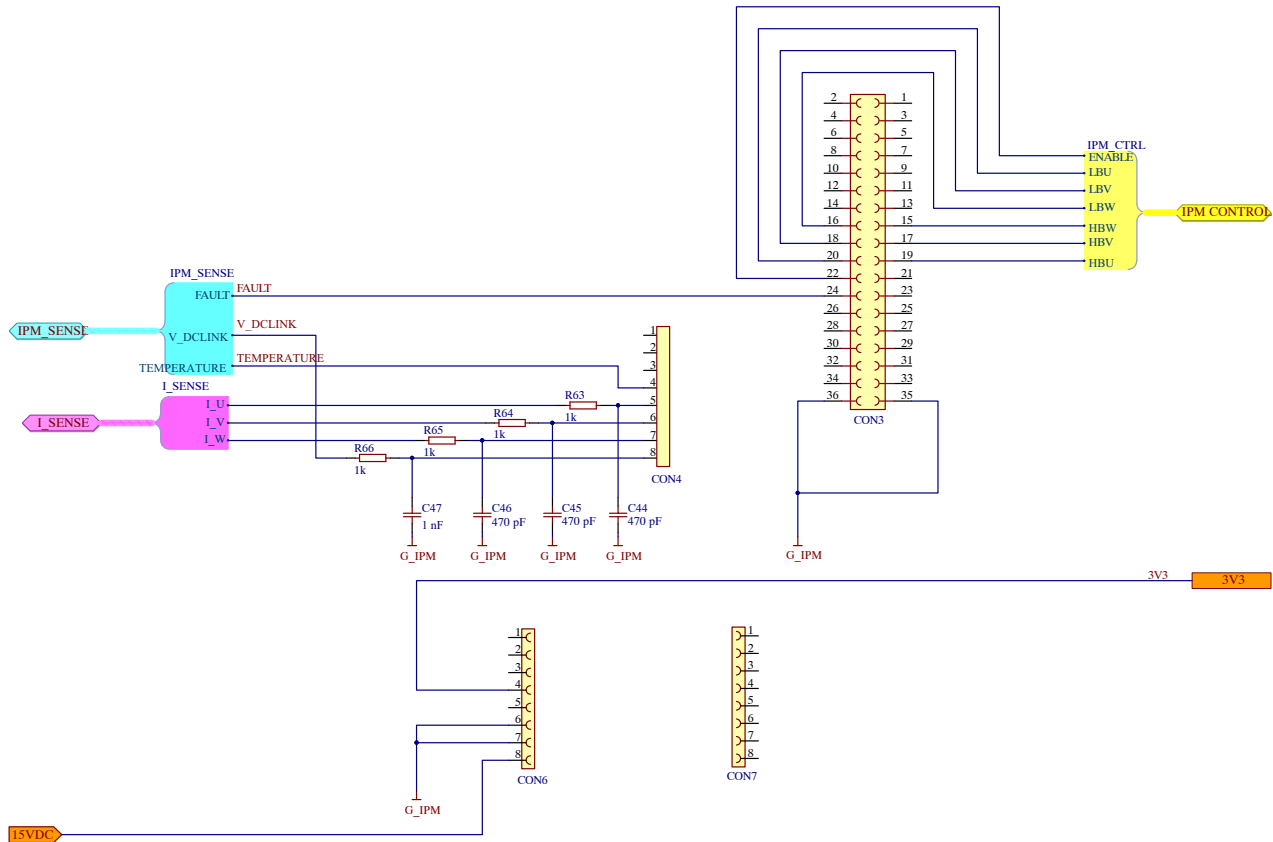 2 1
4 3
6 5
8 7
10 9
12 11
14 13
16 15
18 17
20 19
22 21
24 23
26 25
28 27
30 29
32 31
34 33
36 35
CON3
IPM_CTRL
ENABLE
LBU
LBV
LBW
HBW
HBV
HBU
IPM CONTROL
IPM_SENSE
FAULT
FAULT
V_DCLINK
V_DCLINK
TEMPERATURE
TEMPERATURE
IPM_SENSE
I_SENSE
I_U
I_V
I_W
I_SENSE
R63
1k
R64
1k
R65
1k
R66
1k
1
2
3
4
5
6
7
8
CON4
C47
1 nF
C46
470 pF
C45
470 pF
C44
470 pF
G_IPM
G_IPM
G_IPM
G_IPM
G_IPM
3V3
3V3
1
2
3
4
5
6
7
8
CON6
1
2
3
4
5
6
7
8
CON7
G_IPM
15VDC